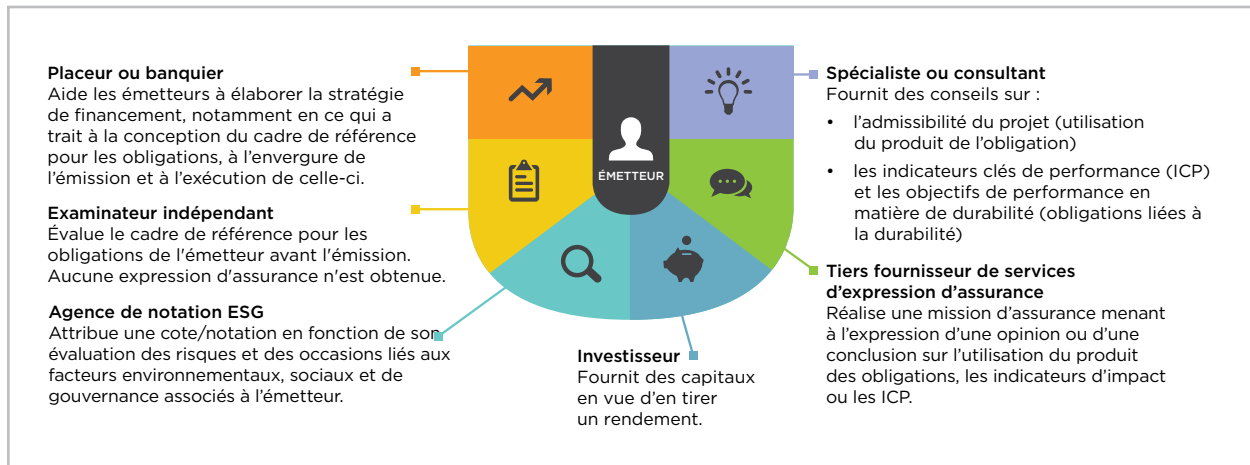 Placeur ou banquier
Aide les émetteurs à élaborer la stratégie
de financement, notamment en ce qui a
trait à la conception du cadre de référence
pour les obligations, à l’envergure de
l’émission et à l’exécution de celle-ci.
Examinateur indépendant
Évalue le cadre de référence pour les
obligations de l'émetteur avant l'émission.
Aucune expression d'assurance n'est obtenue.
Agence de notation ESG
Attribue une cote/notation en fonction de son
évaluation des risques et des occasions liés aux
facteurs environnementaux, sociaux et de
gouvernance associés à l’émetteur.
ÉMETTEUR
Investisseur
Fournit des capitaux
en vue d’en tirer
un rendement.
Spécialiste ou consultant
Fournit des conseils sur :
• l’admissibilité du projet (utilisation
du produit de l’obligation)
• les indicateurs clés de performance (ICP)
et les objectifs de performance en
matière de durabilité (obligations liées à
la durabilité)
Tiers fournisseur de services
d’expression d’assurance
Réalise une mission d’assurance menant
à l’expression d’une opinion ou d’une
conclusion sur l’utilisation du produit
des obligations, les indicateurs d’impact
ou les ICP.